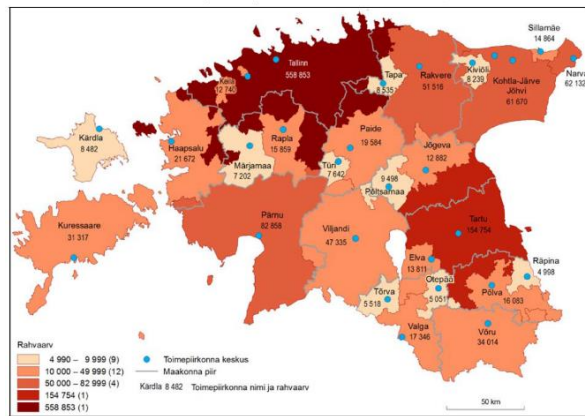 Sillamäe
14 864
Tallinn
558 853
Keila
12 740
Tapa
8 535
Rakvere
51 516
Kiviõli
8 239
Kohtla-Järve
Jõhvi
61 670
Narva
62 132
Kärdla
8 482
Haapsalu
21 672
Rapla
15 859
Märjamaa
7 202
Paide
19 584
Türi
7 642
Jõgeva
12 882
9 498
Põltsamaa
Kuressaare
31 317
Pärnu
82 858
Viljandi
47 335
Tartu
154 754
Elva
13 811
Otepää
5 051
Räpina
4 998
Põlva
16 083
Tõrva
5 518
Valga
17 346
Võru
34 014
Rahvaarv
4 990 – 9 999 (9)
10 000 – 49 999 (12)
50 000 – 82 999 (4)
154 754 (1)
558 853 (1)
Toimepiirkonna keskus
Maakonna piir
Kärdla 8 482 Toimepiirkonna nimi ja rahvaarv
50 km